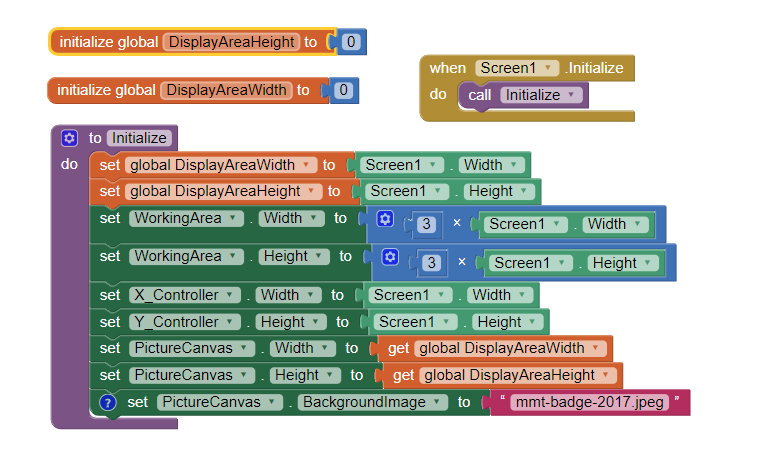 initialize global DisplayAreaHeight to 0
when Screen1 .Initialize
initialize global DisplayAreaWidth to 0
do call Initialize
to Initialize
do set global DisplayAreaWidth to Screen1 . Width
set global DisplayAreaHeight to Screen1 . Height
set WorkingArea . Width to 3 × Screen1 . Width
set WorkingArea . Height to 3 × Screen1 . Height
set X_Controller . Width to Screen1 . Width
set Y_Controller . Height to Screen1 . Height
set PictureCanvas . Width to get global DisplayAreaWidth
set PictureCanvas . Height to get global DisplayAreaHeight
? set PictureCanvas . BackgroundImage to “ mmt-badge-2017.jpeg ”